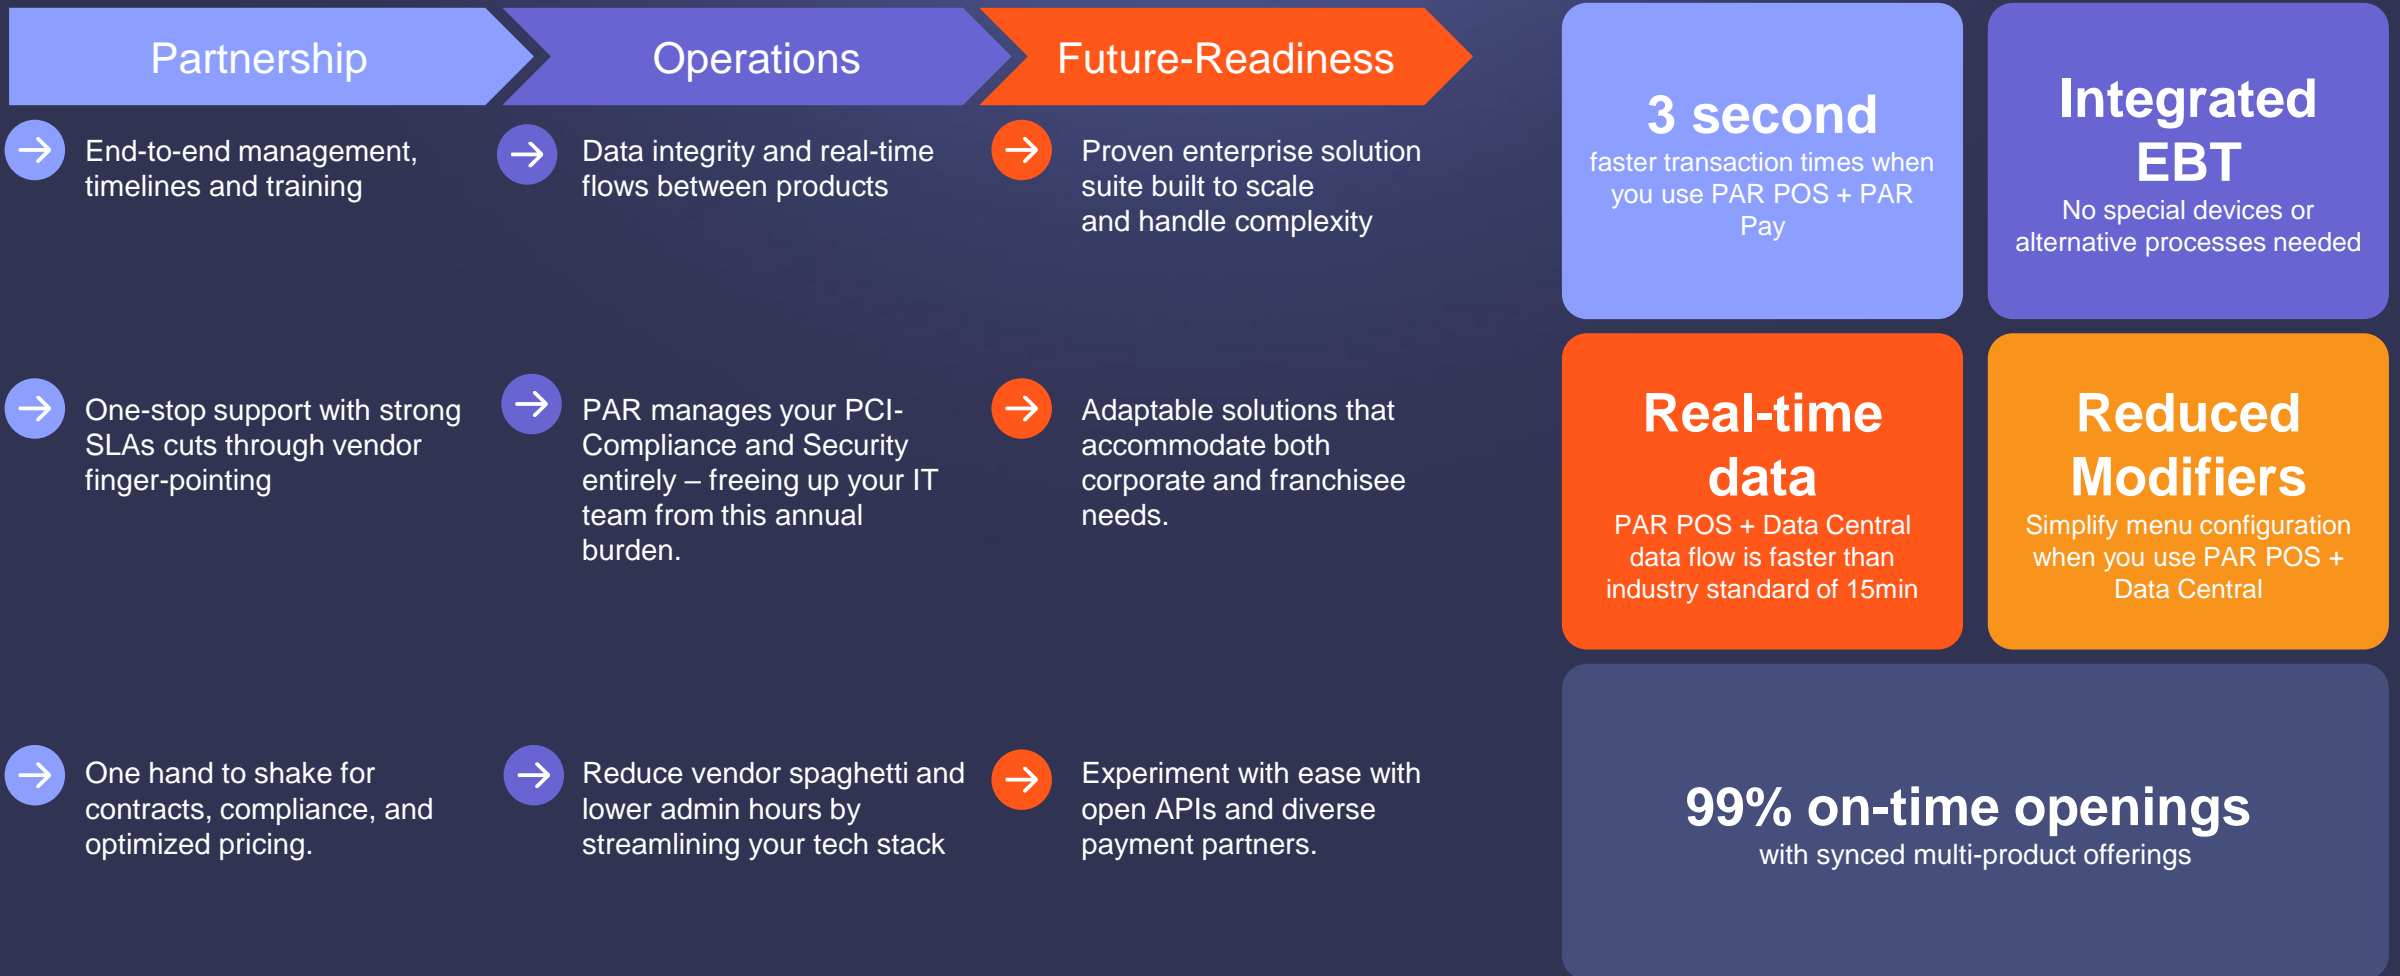 Partnership
End-to-end management,
timelines and training
One-stop support with strong
SLAs cuts through vendor
finger-pointing
One hand to shake for
contracts, compliance, and
optimized pricing.
Operations
Data integrity and real-time
flows between products
PAR manages your PCI-
Compliance and Security
entirely – freeing up your IT
team from this annual
burden.
Reduce vendor spaghetti and
lower admin hours by
streamlining your tech stack
Future-Readiness
Proven enterprise solution
suite built to scale
and handle complexity
Adaptable solutions that
accommodate both
corporate and franchisee
needs.
Experiment with ease with
open APIs and diverse
payment partners.
3 second
faster transaction times when
you use PAR POS + PAR
Pay
Integrated
EBT
No special devices or
alternative processes needed
Real-time
data
PAR POS + Data Central
data flow is faster than
industry standard of 15min
Reduced
Modifiers
Simplify menu configuration
when you use PAR POS +
Data Central
99% on-time openings
with synced multi-product offerings